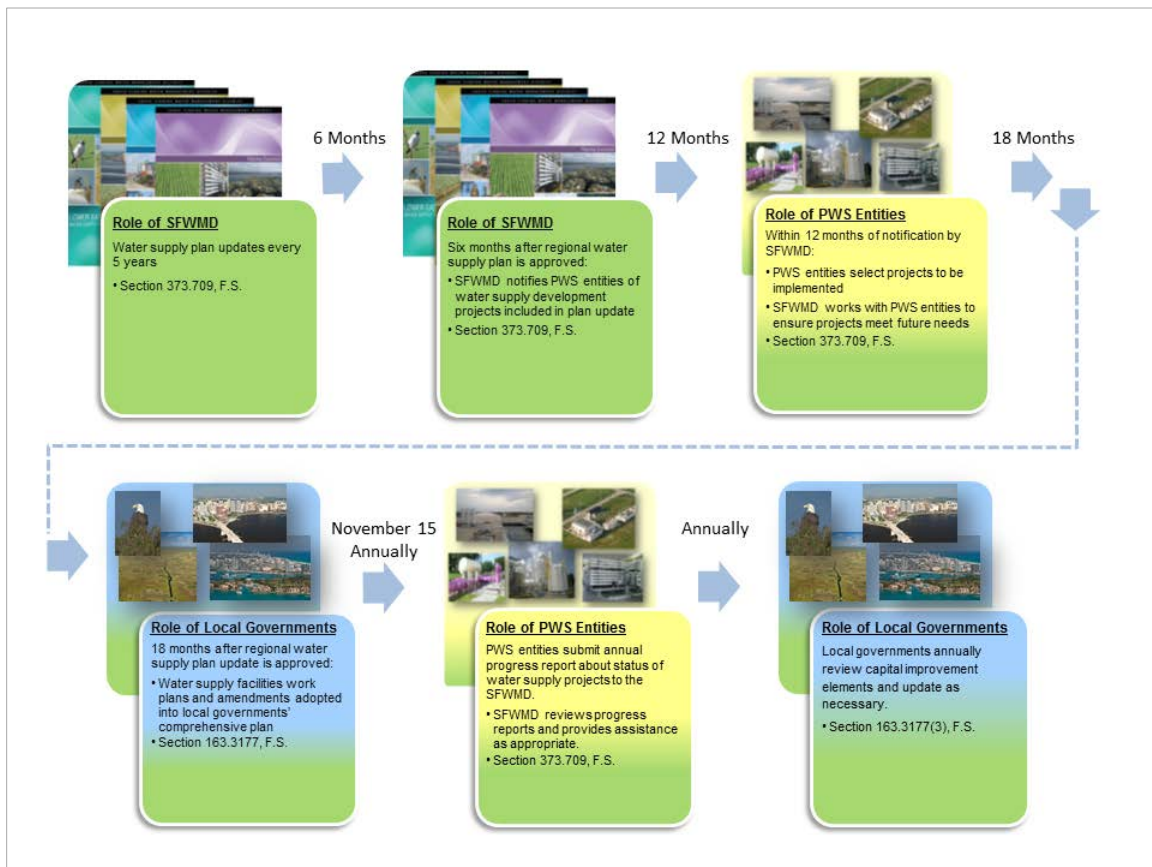 6 Months
12 Months
18 Months
Role of SFWMD
Water supply plan updates every
5 years
• Section 373.709, F.S.
Role of SFWMD
Six months after regional water
supply plan is approved:
• SFWMD notifies PWS entities of
water supply development
projects included in plan update
• Section 373.709, F.S.
Role of PWS Entities
Within 12 months of notification by
SFWMD:
• PWS entities select projects to be
implemented
• SFWMD works with PWS entities to
ensure projects meet future needs
• Section 373.709, F.S.
November 15
Annually
Annually
Role of Local Governments
18 months after regional water
supply plan update is approved:
• Water supply facilities work
plans and amendments adopted
into local governments'
comprehensive plan
• Section 163.3177, F.S.
Role of PWS Entities
PWS entities submit annual
progress report about status of
water supply projects to the
SFWMD.
• SFWMD reviews progress
reports and provides assistance
as appropriate.
• Section 373.709, F.S.
Role of Local Governments
Local governments annually
review capital improvement
elements and update as
necessary.
• Section 163.3177(3), F.S.